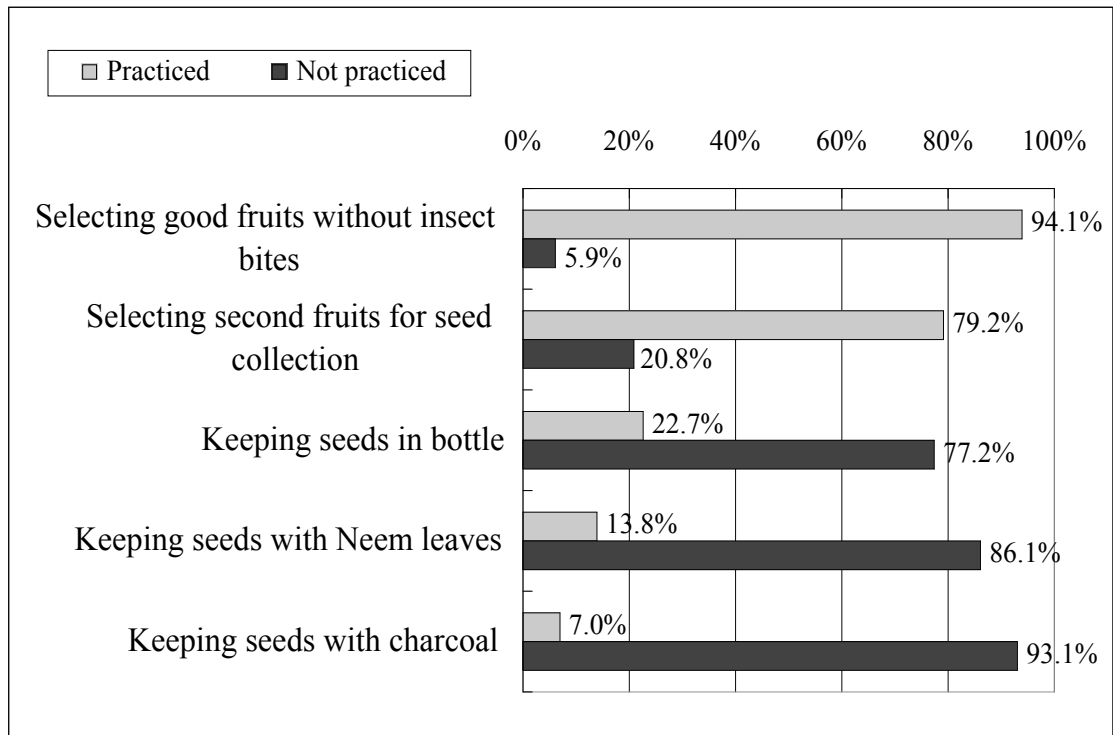 Practiced Not practiced
0% 20% 40% 60% 80% 100%
Selecting good fruits without insect
bites
94.1%
5.9%
Selecting second fruits for seed
collection
79.2%
20.8%
Keeping seeds in bottle
22.7%
77.2%
Keeping seeds with Neem leaves
13.8%
86.1%
Keeping seeds with charcoal
7.0%
93.1%